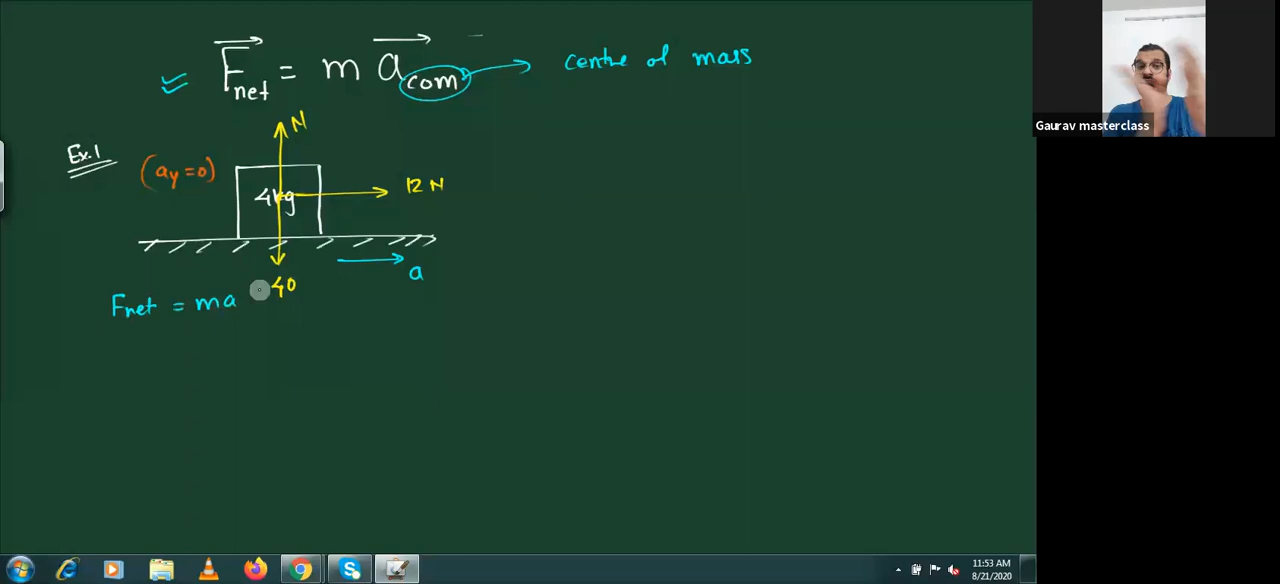 F⃗net = m a⃗com → centre of mass
Gaurav masterclass
Ex.1
(ay=0)
N
4kg
12 N
a
40
Fnet = ma
11:53 AM
8/21/2020